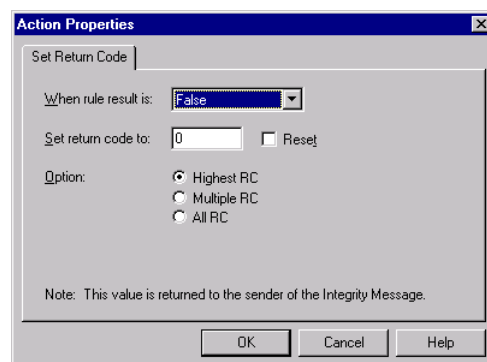 Action Properties
Set Return Code
When rule result is: False
Set return code to: 0 Reset
Option: Highest RC
Multiple RC
All RC
Note: This value is returned to the sender of the Integrity Message.
OK Cancel Help